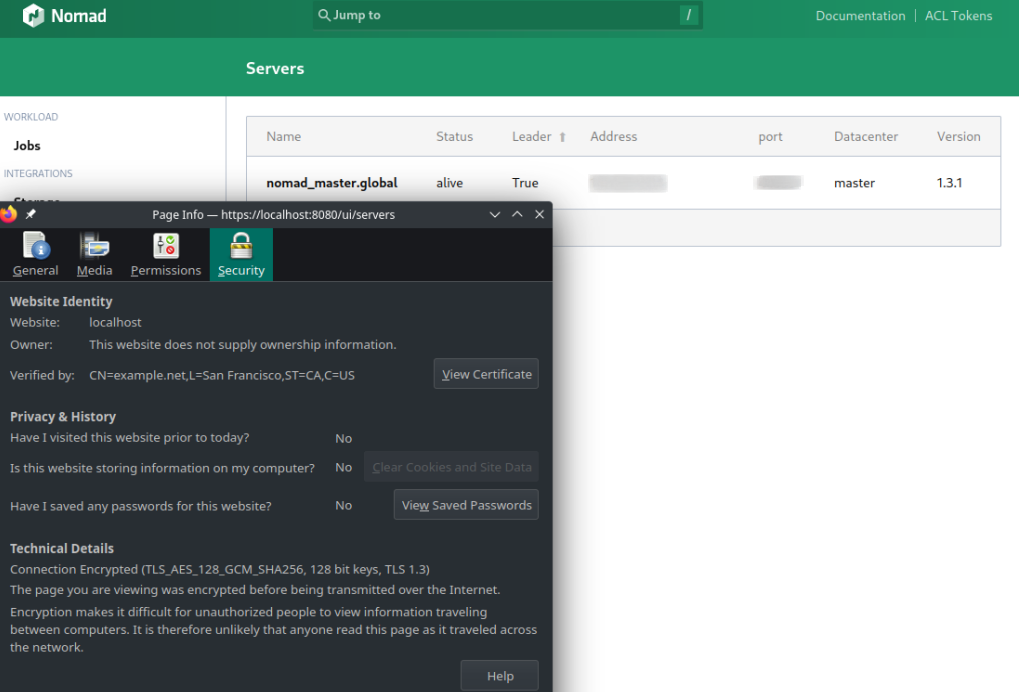 Nomad
Jump to /
Documentation | ACL Tokens
Servers
WORKLOAD
Jobs
INTEGRATIONS
Storage
Name Status Leader Address port Datacenter Version
nomad_master.global alive True master 1.3.1
Page Info — https://localhost:8080/ui/servers
General Media Permissions Security
Website Identity
Website: localhost
Owner: This website does not supply ownership information.
Verified by: CN=example.net,L=San Francisco,ST=CA,C=US View Certificate
Privacy & History
Have I visited this website prior to today? No
Is this website storing information on my computer? No Clear Cookies and Site Data
Have I saved any passwords for this website? No View Saved Passwords
Technical Details
Connection Encrypted (TLS_AES_128_GCM_SHA256, 128 bit keys, TLS 1.3)
The page you are viewing was encrypted before being transmitted over the Internet.
Encryption makes it difficult for unauthorized people to view information traveling
between computers. It is therefore unlikely that anyone read this page as it traveled across
the network.
Help